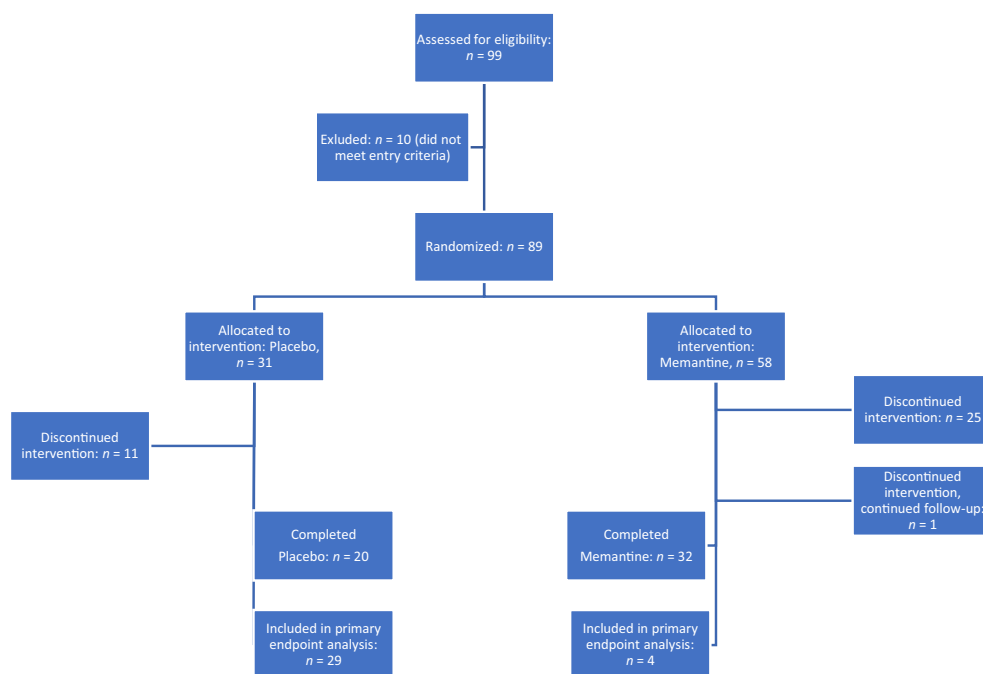 Assessed for eligibility:
n = 99
Exluded: n = 10 (did not
meet entry criteria)
Randomized: n = 89
Allocated to
intervention: Placebo,
n = 31
Allocated to
intervention:
Memantine, n = 58
Discontinued
intervention: n = 11
Discontinued
intervention: n = 25
Discontinued
intervention,
continued follow-up:
n = 1
Completed
Placebo: n = 20
Completed
Memantine: n = 32
Included in primary
endpoint analysis:
n = 29
Included in primary
endpoint analysis:
n = 4